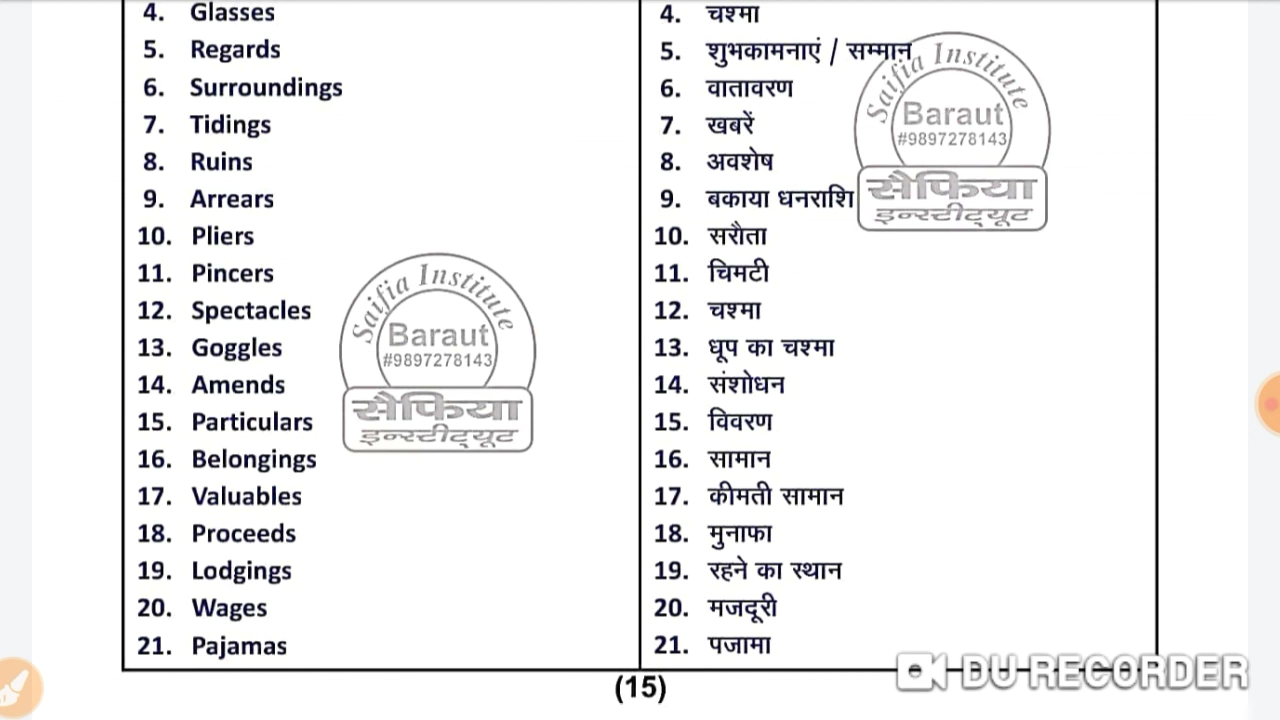 4. Glasses
5. Regards
6. Surroundings
7. Tidings
8. Ruins
9. Arrears
10. Pliers
11. Pincers
12. Spectacles
13. Goggles
14. Amends
15. Particulars
16. Belongings
17. Valuables
18. Proceeds
19. Lodgings
20. Wages
21. Pajamas
Saifia Institute
Baraut
#9897278143
सैफिया
इन्स्टीट्यूट
4. चश्मा
5. शुभकामनाएं / सम्मान
6. वातावरण
7. खबरें
8. अवशेष
9. बकाया धनराशि
10. सरौता
11. चिमटी
12. चश्मा
13. धूप का चश्मा
14. संशोधन
15. विवरण
16. सामान
17. कीमती सामान
18. मुनाफा
19. रहने का स्थान
20. मजदूरी
21. पजामा
Saifia Institute
Baraut
#9897278143
सैफिया
इन्स्टीट्यूट
(15)
DU RECORDER